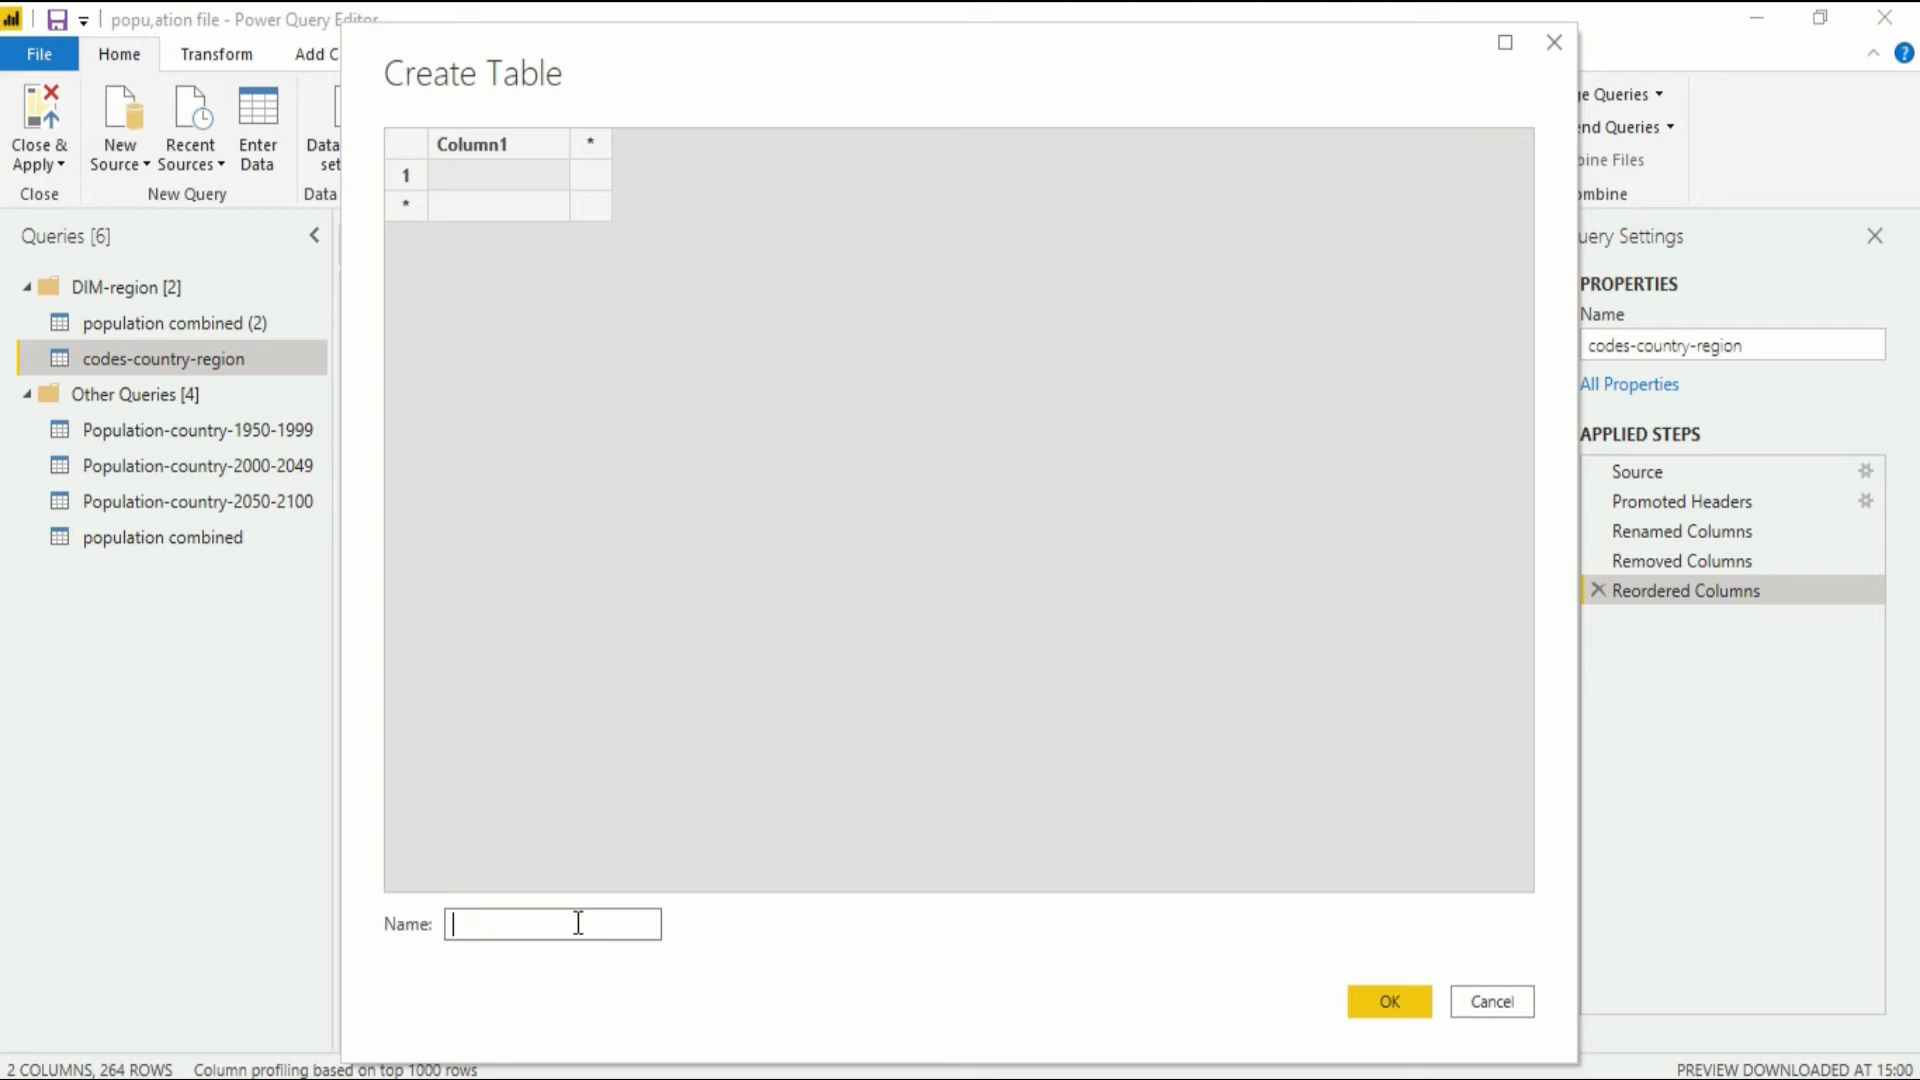 popu,ation file - Power Query Editor
File
Home
Transform
Add C
Close &
Apply
Close
New
Source
Recent
Sources
Enter
Data
New Query
Data
set
Data
ge Queries
end Queries
bine Files
ombine
?
Queries [6]
DIM-region [2]
population combined (2)
codes-country-region
Other Queries [4]
Population-country-1950-1999
Population-country-2000-2049
Population-country-2050-2100
population combined
Create Table
Column1
*
1
*
Name:
OK
Cancel
uery Settings
PROPERTIES
Name
codes-country-region
All Properties
APPLIED STEPS
Source
Promoted Headers
Renamed Columns
Removed Columns
Reordered Columns
2 COLUMNS, 264 ROWS
Column profiling based on top 1000 rows
PREVIEW DOWNLOADED AT 15:00